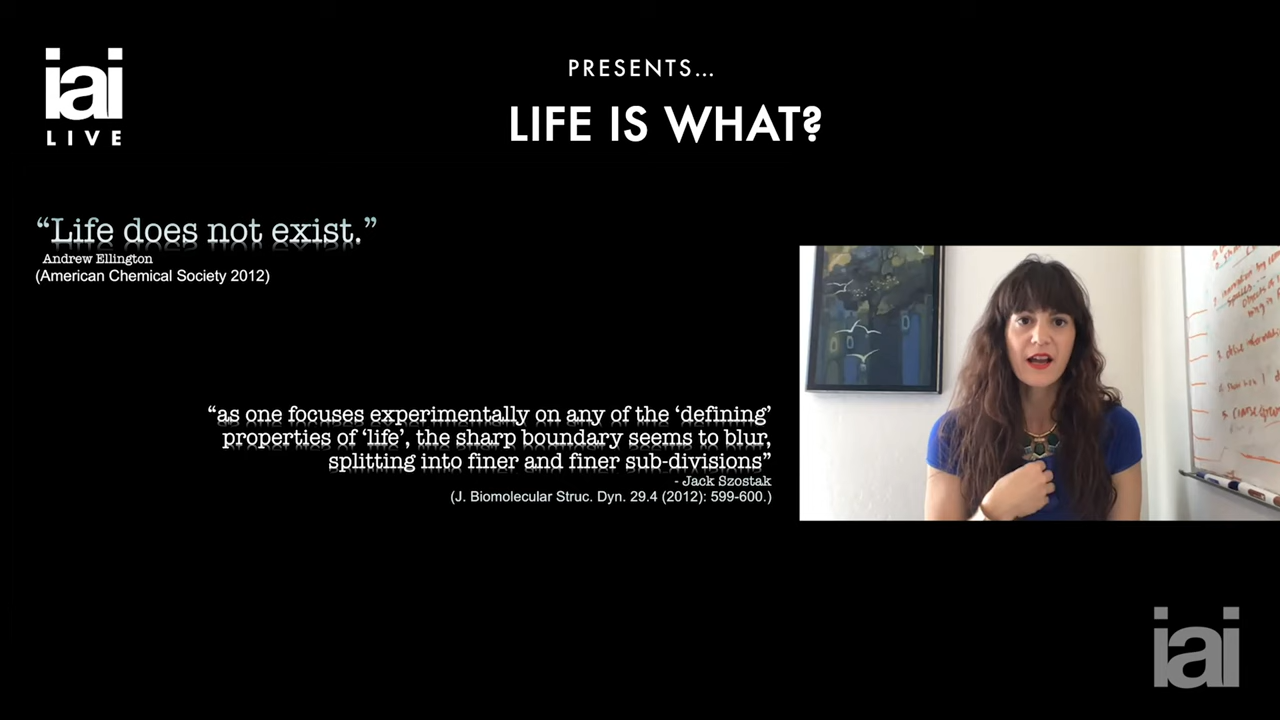 iai
LIVE
PRESENTS...
LIFE IS WHAT?
“Life does not exist.”
Andrew Ellington
(American Chemical Society 2012)
“as one focuses experimentally on any of the ‘defining’
properties of ‘life’, the sharp boundary seems to blur,
splitting into finer and finer sub-divisions”
- Jack Szostak
(J. Biomolecular Struc. Dyn. 29.4 (2012): 599-600.)
iai